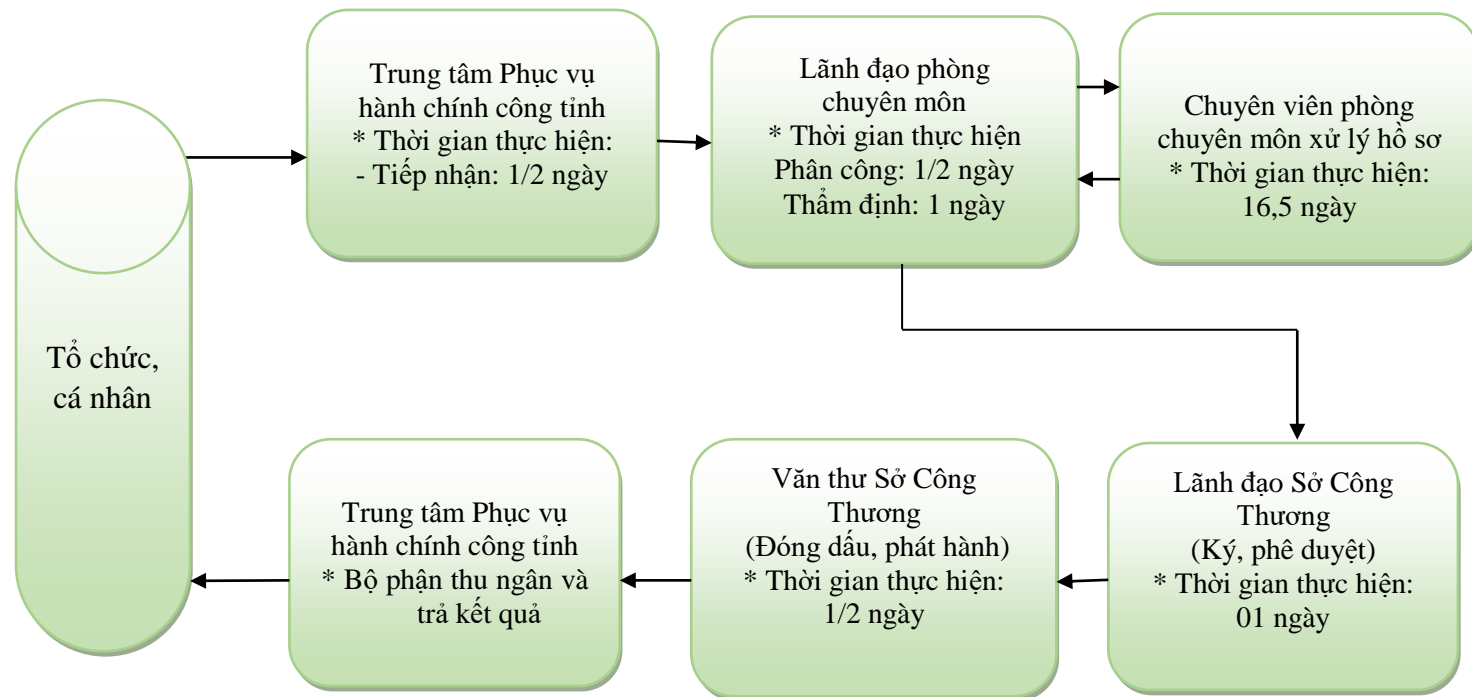 Tổ chức,
cá nhân
Trung tâm Phục vụ
hành chính công tỉnh
* Thời gian thực hiện:
- Tiếp nhận: 1/2 ngày
Lãnh đạo phòng
chuyên môn
* Thời gian thực hiện
Phân công: 1/2 ngày
Thẩm định: 1 ngày
Chuyên viên phòng
chuyên môn xử lý hồ sơ
* Thời gian thực hiện:
16,5 ngày
Lãnh đạo Sở Công
Thương
(Ký, phê duyệt)
* Thời gian thực hiện:
01 ngày
Văn thư Sở Công
Thương
(Đóng dấu, phát hành)
* Thời gian thực hiện:
1/2 ngày
Trung tâm Phục vụ
hành chính công tỉnh
* Bộ phận thu ngân và
trả kết quả